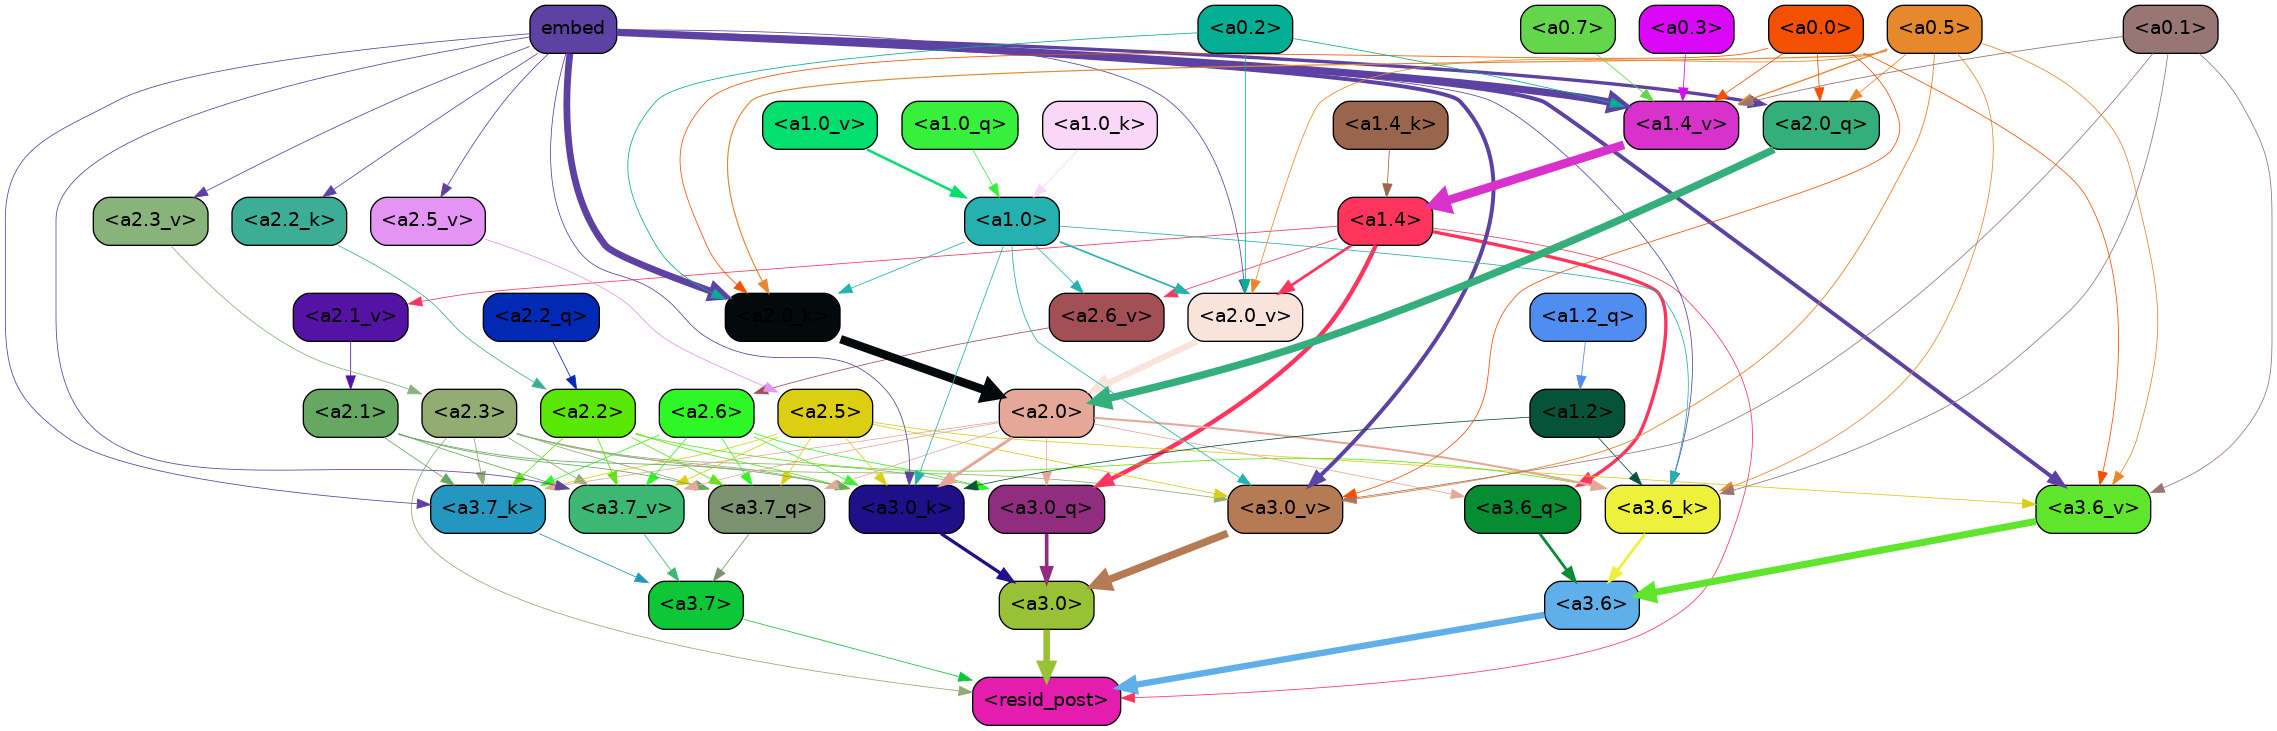 embed
<a0.2>
<a0.7>
<a0.3>
<a0.0>
<a0.5>
<a0.1>
<a1.0_v>
<a1.0_q>
<a1.0_k>
<a1.4_k>
<a1.4_v>
<a2.0_q>
<a2.3_v>
<a2.2_k>
<a2.5_v>
<a1.0>
<a1.4>
<a2.1_v>
<a2.2_q>
<a2.0_k>
<a2.6_v>
<a2.0_v>
<a1.2_q>
<a2.1>
<a2.3>
<a2.2>
<a2.6>
<a2.5>
<a2.0>
<a1.2>
<a3.7_k>
<a3.7_v>
<a3.7_q>
<a3.0_k>
<a3.0_q>
<a3.0_v>
<a3.6_q>
<a3.6_k>
<a3.6_v>
<a3.7>
<a3.0>
<a3.6>
<resid_post>